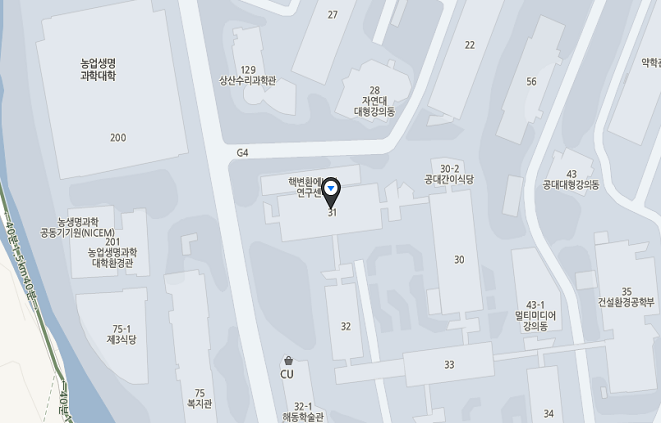 27
22
농업생명
과학대학
129
상산수리과학관
28
자연대
대형강의동
56
200
G4
30-2
공대간이식당
43
공대대형강의동
연구센
31
농생명과학
공동기기원(NICEM)
201
농업생명과학
대학환경관
30
35
건설환경공학부
43-1
멀티미디어
강의동
75-1
제3식당
32
33
CU
75
복지관
32-1
해동학술관
34